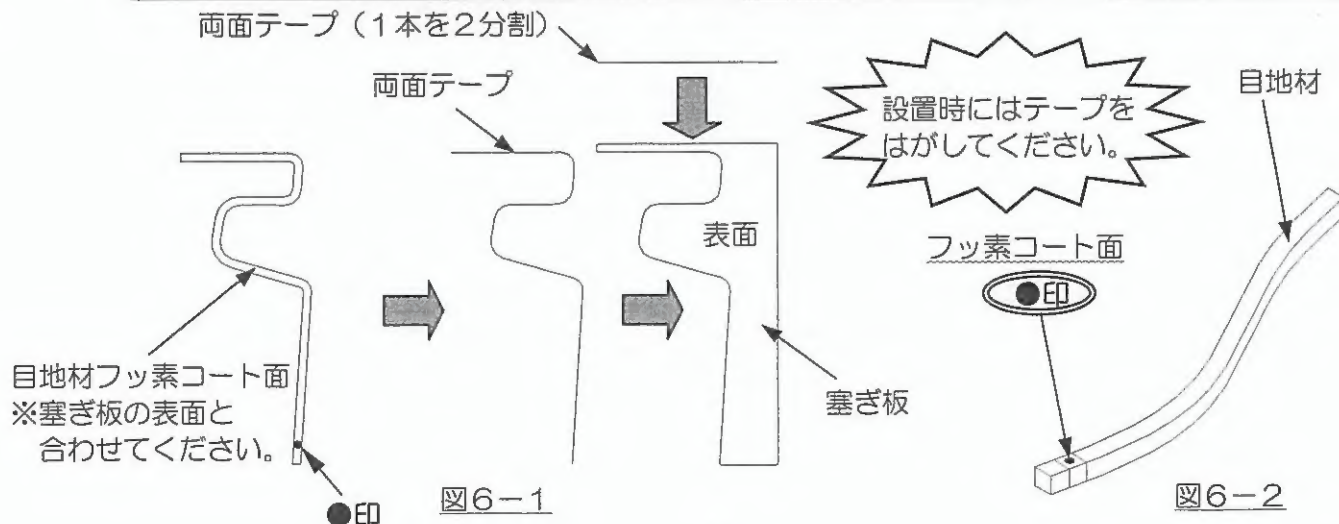 両面テープ（1本を2分割）
両面テープ
設置時にはテープを
はがしてください。
目地材
表面
フッ素コート面
●印
目地材フッ素コート面
※塞ぎ板の表面と
合わせてください。
塞ぎ板
●印
図6－1
図6－2